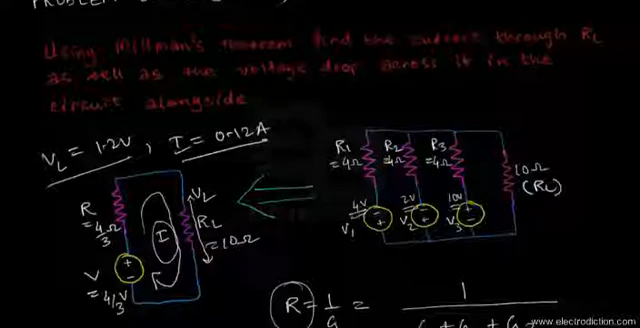 PROBLEM
Using Millman's theorem find the current through RL
as well as the voltage drop across it in the
circuit alongside
VL = 1.2V, I = 0.12A
R1 = 4Ω
R2 = 4Ω
R3 = 4Ω
10Ω (RL)
4V V1
2V V2
10V V3
R = 4/3 Ω
VL
RL = 10Ω
I
V = 4/3 V
R = 1/G = 1
www.electrodiction.com